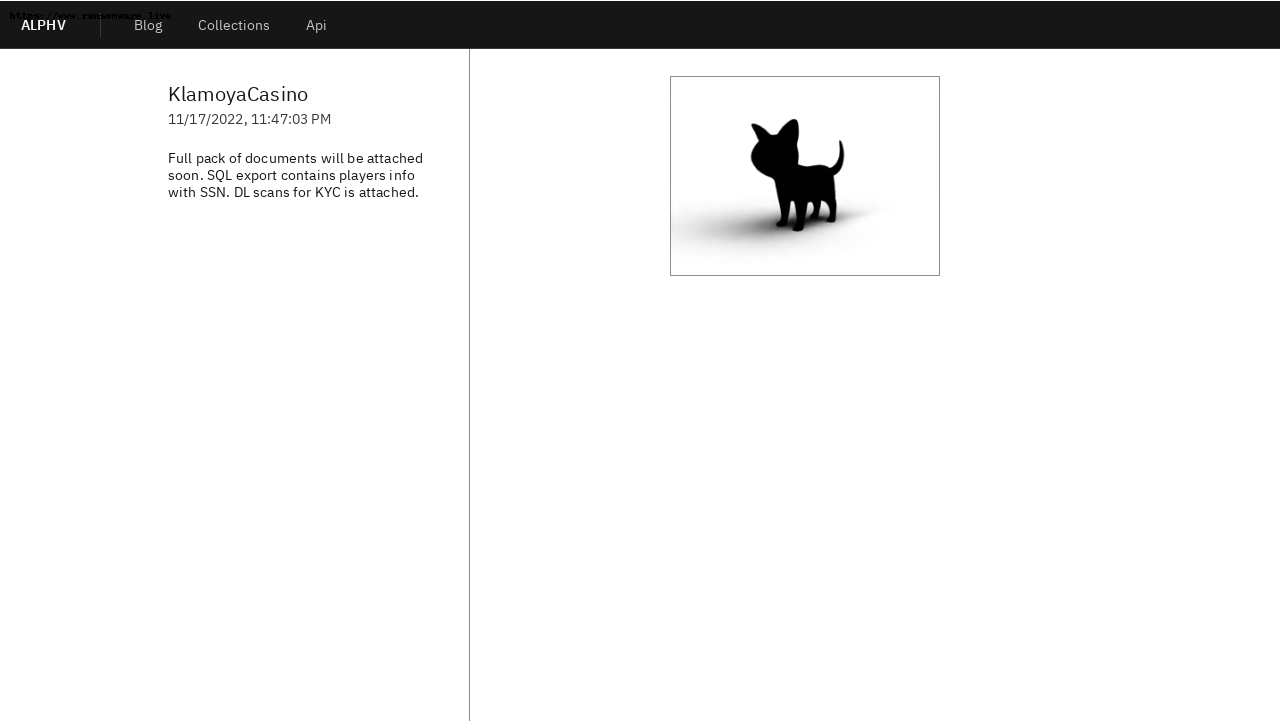 https://www.ransomware.live
ALPHV Blog Collections Api
KlamoyaCasino
11/17/2022, 11:47:03 PM
Full pack of documents will be attached
soon. SQL export contains players info
with SSN. DL scans for KYC is attached.